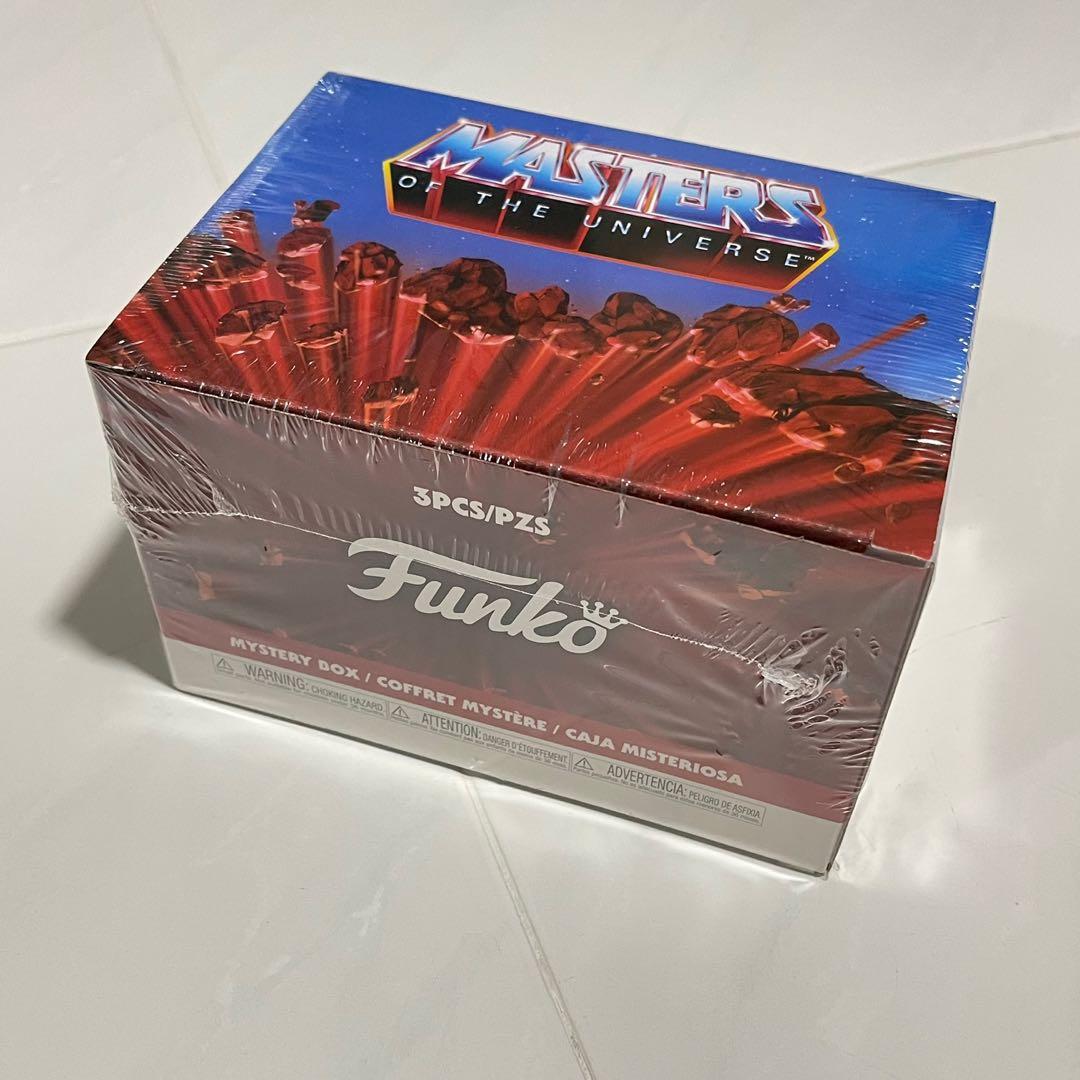 MASTERS
OF THE UNIVERSE™
3PCS/PZS
Funko
MYSTERY BOX / COFFRET MYSTÈRE / CAJA MISTERIOSA
WARNING: CHOKING HAZARD.
ATTENTION: DANGER D'ÉTOUFFEMENT.
ADVERTENCIA: PELIGRO DE ASFIXIA